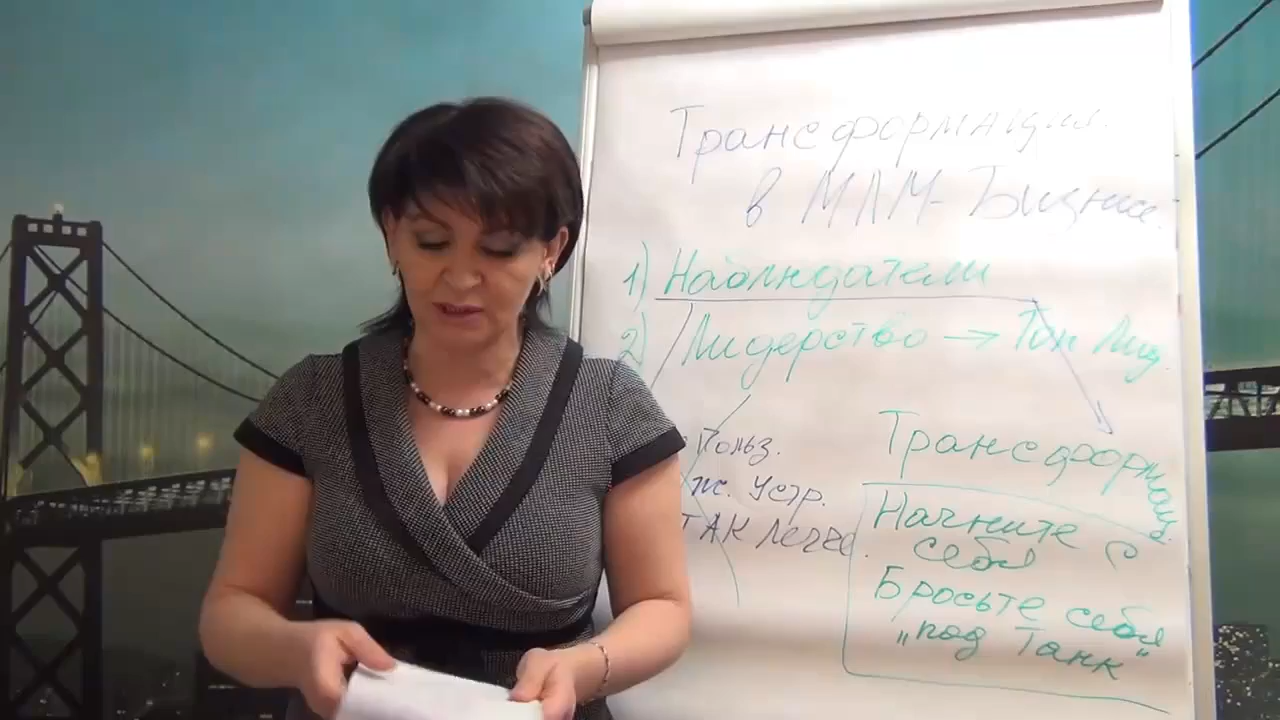 Трансформация
в МЛМ-Бизнисе.
1) Наблюдатели
2) Лидерство → Топ Лид.
Польз.
ж. устр.
ТАК Легче.
Трансформац.
Начните с
себя
Бросьте себя
„под Танк"